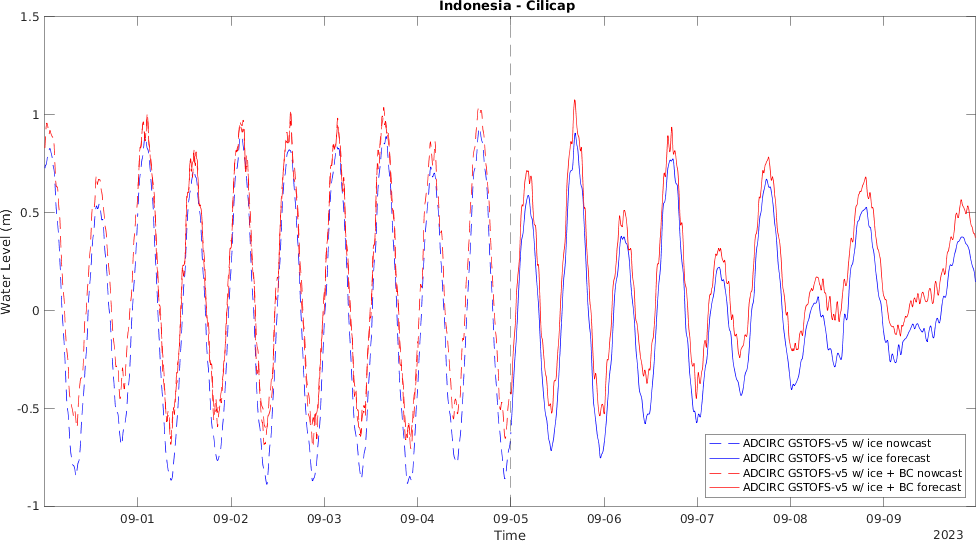 Indonesia - Cilicap
1.5
1
0.5
0
-0.5
-1
Water Level (m)
09-01 09-02 09-03 09-04 09-05 09-06 09-07 09-08 09-09
Time
2023
ADCIRC GSTOFS-v5 w/ ice nowcast
ADCIRC GSTOFS-v5 w/ ice forecast
ADCIRC GSTOFS-v5 w/ ice + BC nowcast
ADCIRC GSTOFS-v5 w/ ice + BC forecast